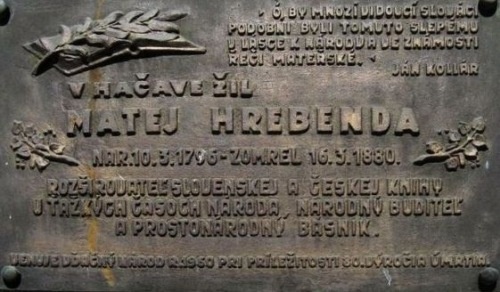 "Ó, BY MNOZÍ VIDOUCÍ SLOVÁCI
PODOBNÍ BYLI TOMUTO SLEPÉMU
V LÁSCE K NÁRODU A VE ZNÁMOSTI
ŘEČI MATEŘSKÉ."
JÁN KOLLÁR
V HAČAVE ŽIL
MATEJ HREBENDA
NAR. 10.3.1796 - ZOMREL 16.3.1880.
ROZŠIROVATEĽ SLOVENSKEJ A ČESKEJ KNIHY
V ŤAŽKÝCH ČASOCH NÁRODA, NÁRODNÝ BUDITEĽ
A PROSTONÁRODNÝ BÁSNIK.
VENUJE VĎAČNÝ NÁROD R. 1960 PRI PRÍLEŽITOSTI 80. VÝROČIA ÚMRTIA.